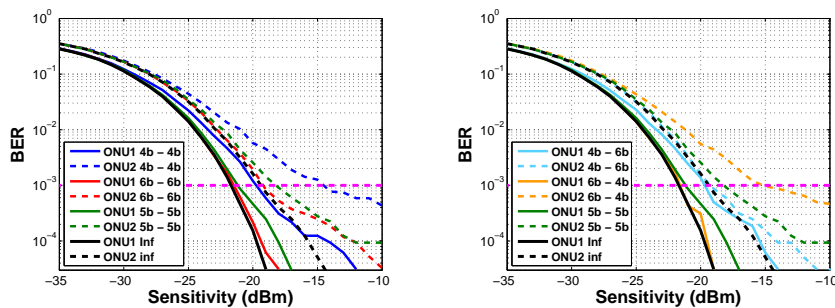 BER
10^0
10^-1
10^-2
10^-3
10^-4
ONU1 4b – 4b
ONU2 4b – 4b
ONU1 6b – 6b
ONU2 6b – 6b
ONU1 5b – 5b
ONU2 5b – 5b
ONU1 Inf
ONU2 inf
−35 −30 −25 −20 −15 −10
Sensitivity (dBm)
BER
10^0
10^-1
10^-2
10^-3
10^-4
ONU1 4b – 6b
ONU2 4b – 6b
ONU1 6b – 4b
ONU2 6b – 4b
ONU1 5b – 5b
ONU2 5b – 5b
ONU1 Inf
ONU2 inf
−35 −30 −25 −20 −15 −10
Sensitivity (dBm)